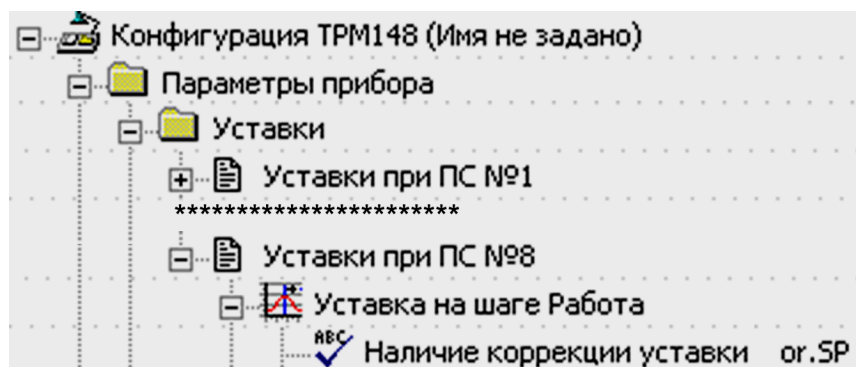 Конфигурация ТРМ148 (Имя не задано)
Параметры прибора
Уставки
Уставки при ПС №1
***********************
Уставки при ПС №8
Уставка на шаге Работа
ABC Наличие коррекции уставки or.SP